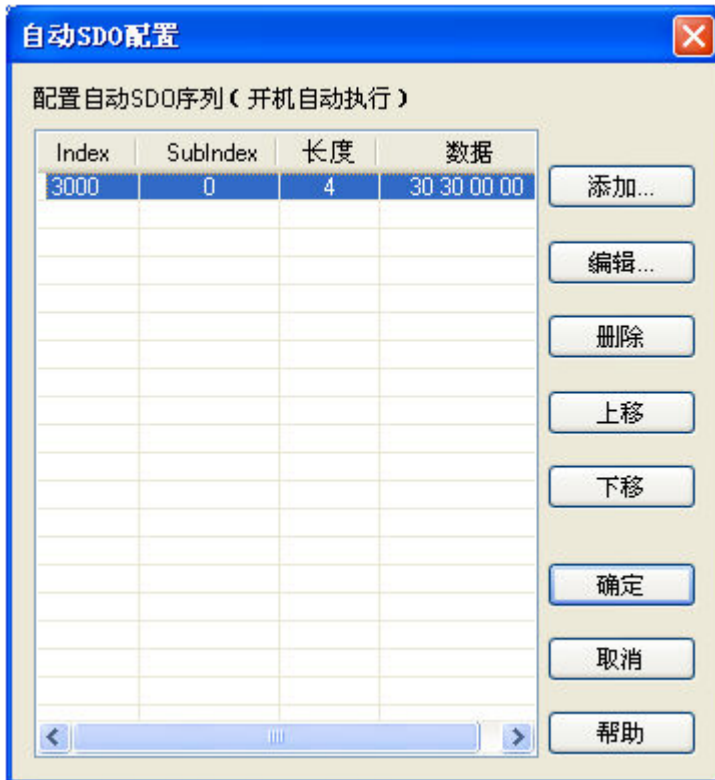 自动SDO配置
配置自动SDO序列（开机自动执行）
Index SubIndex 长度 数据
3000 0 4 30 30 00 00
添加...
编辑...
删除
上移
下移
确定
取消
帮助